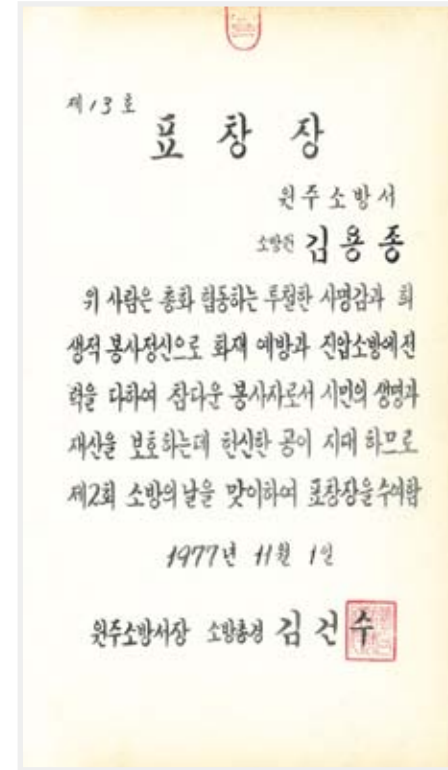 제13호
표창장
원주소방서
소방원 김용종
위 사람은 총화 협동하는 투철한 사명감과 희
생적 봉사정신으로 화재 예방과 진압소방에 전
력을 다하여 참다운 봉사자로서 시민의 생명과
재산을 보호하는데 헌신한 공이 지대 하므로
제2회 소방의 날을 맞이하여 표창장을 수여함
1977년 11월 1일
원주소방서장 소방총경 김건수